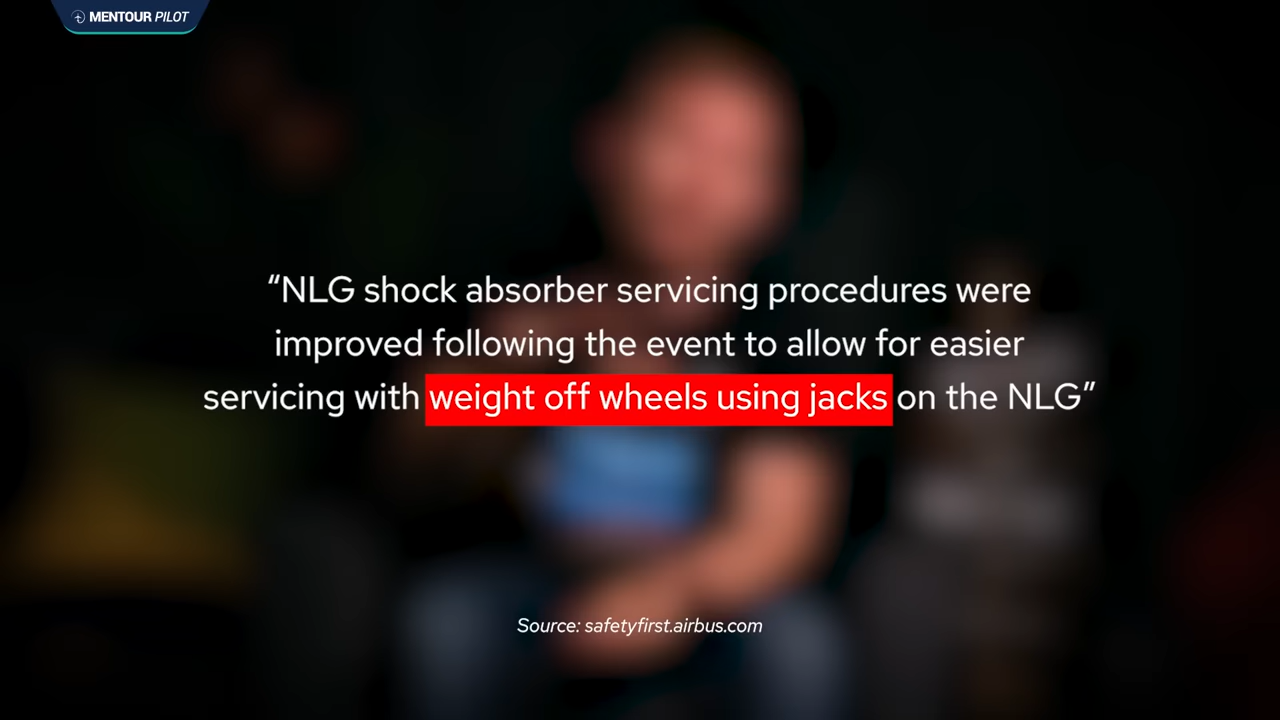 MENTOUR PILOT
“NLG shock absorber servicing procedures were
improved following the event to allow for easier
servicing with weight off wheels using jacks on the NLG”
Source: safetyfirst.airbus.com